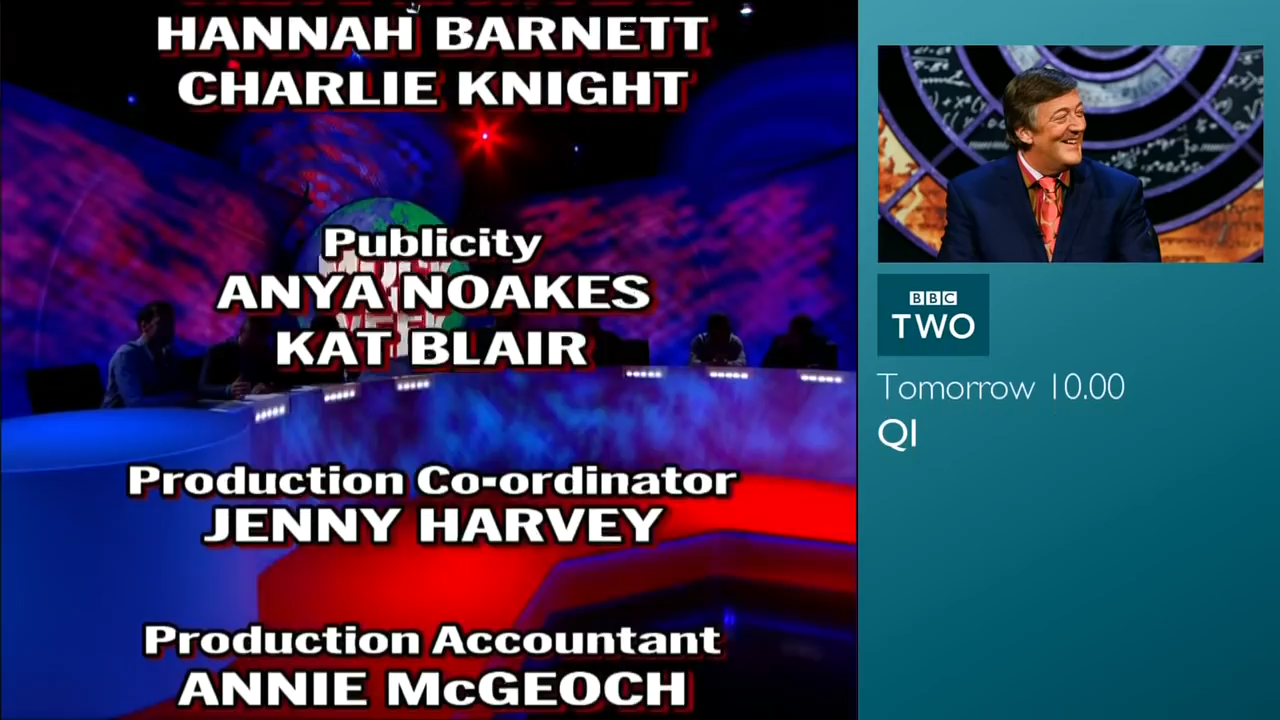 HANNAH BARNETT
CHARLIE KNIGHT
Publicity
ANYA NOAKES
KAT BLAIR
Production Co-ordinator
JENNY HARVEY
Production Accountant
ANNIE McGEOCH
BBC
TWO
Tomorrow 10.00
QI